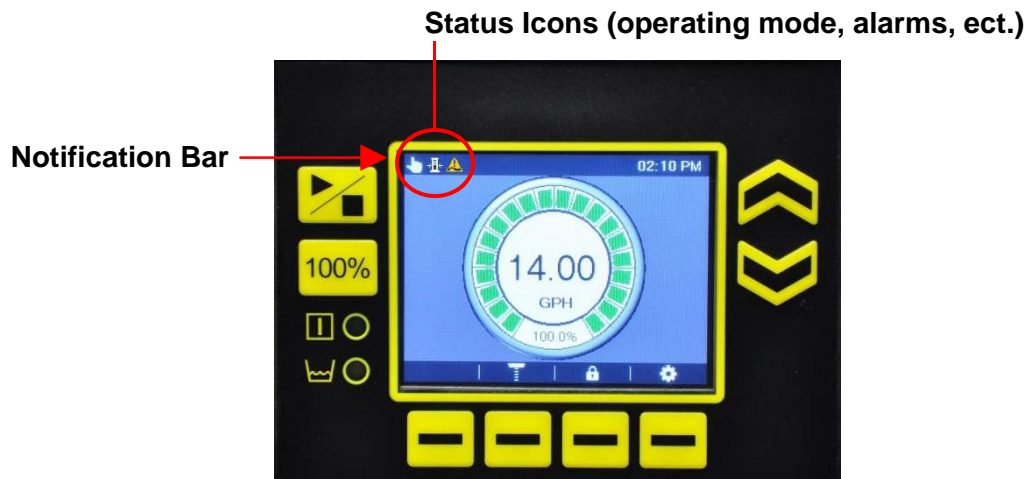 Status Icons (operating mode, alarms, ect.)
Notification Bar
02:10 PM
100%
14.00
GPH
100.0%